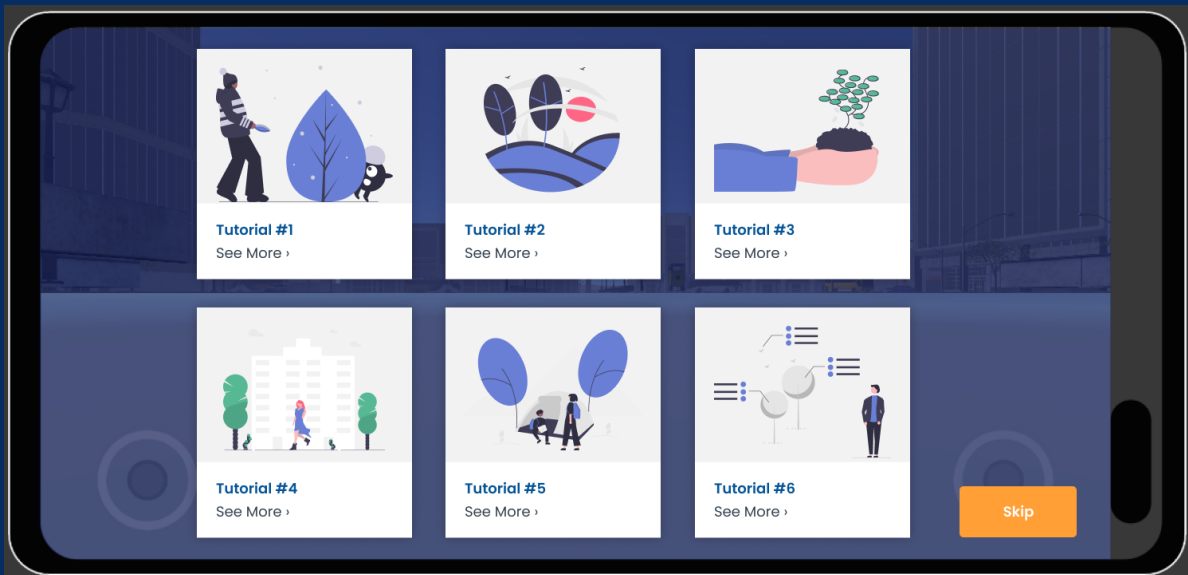 Tutorial #1
See More ›
Tutorial #2
See More ›
Tutorial #3
See More ›
Tutorial #4
See More ›
Tutorial #5
See More ›
Tutorial #6
See More ›
Skip